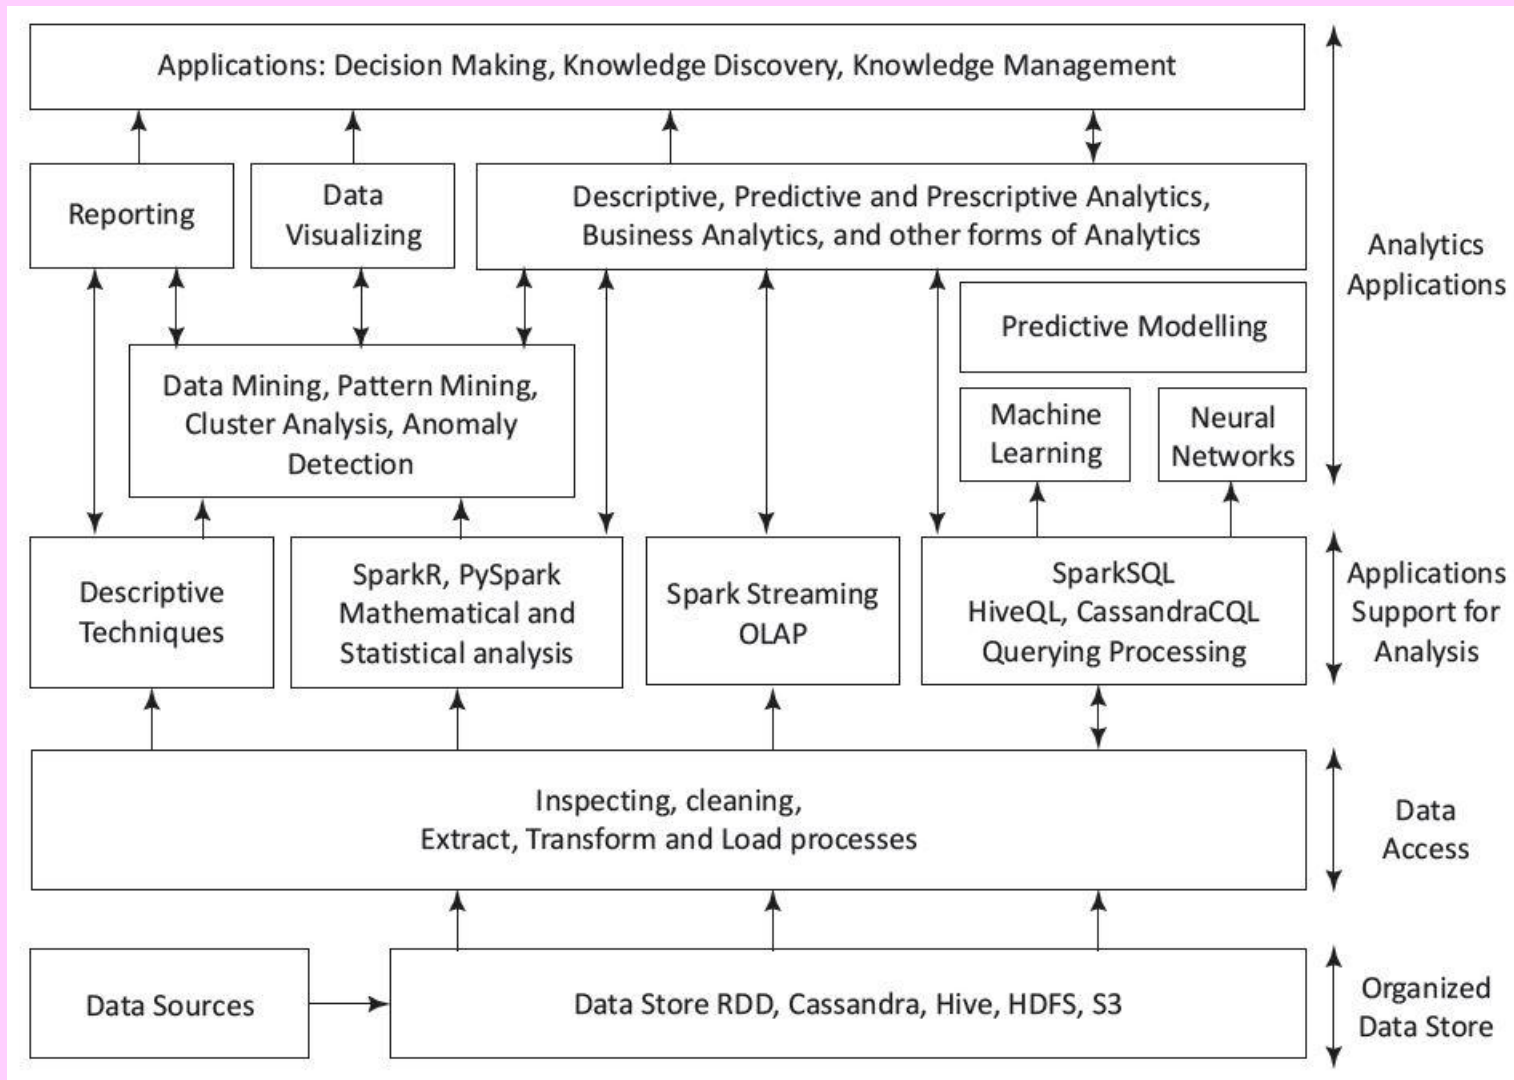 Applications: Decision Making, Knowledge Discovery, Knowledge Management
Reporting
Data
Visualizing
Descriptive, Predictive and Prescriptive Analytics,
Business Analytics, and other forms of Analytics
Analytics
Applications
Predictive Modelling
Data Mining, Pattern Mining,
Cluster Analysis, Anomaly
Detection
Machine
Learning
Neural
Networks
Descriptive
Techniques
SparkR, PySpark
Mathematical and
Statistical analysis
Spark Streaming
OLAP
SparkSQL
HiveQL, CassandraCQL
Querying Processing
Applications
Support for
Analysis
Inspecting, cleaning,
Extract, Transform and Load processes
Data
Access
Data Sources
Data Store RDD, Cassandra, Hive, HDFS, S3
Organized
Data Store